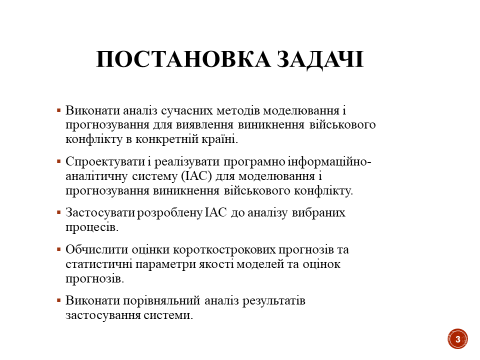 ПОСТАНОВКА ЗАДАЧІ
▪ Виконати аналіз сучасних методів моделювання і
прогнозування для виявлення виникнення військового
конфлікту в конкретній країні.
▪ Спроектувати і реалізувати програмно інформаційно-
аналітичну систему (ІАС) для моделювання і
прогнозування виникнення військового конфлікту.
▪ Застосувати розроблену ІАС до аналізу вибраних
процесів.
▪ Обчислити оцінки короткострокових прогнозів та
статистичні параметри якості моделей та оцінок
прогнозів.
▪ Виконати порівняльний аналіз результатів
застосування системи.
3